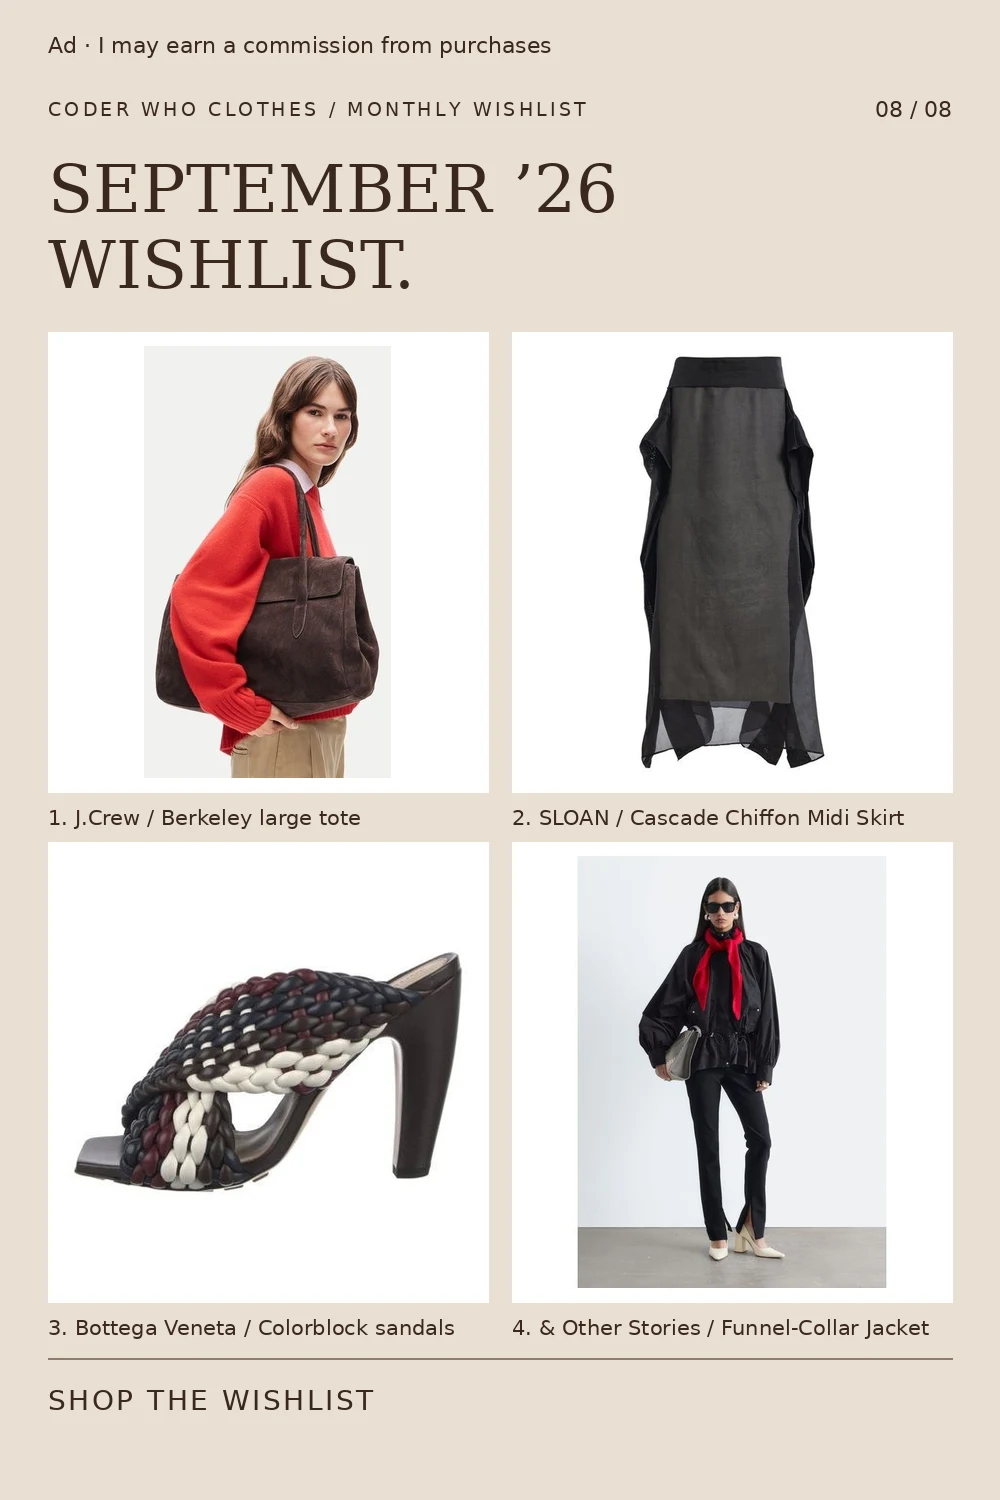 Ad · I may earn a commission from purchases
CODER WHO CLOTHES / MONTHLY WISHLIST
08 / 08
SEPTEMBER ’26
WISHLIST.
1. J.Crew / Berkeley large tote
2. SLOAN / Cascade Chiffon Midi Skirt
3. Bottega Veneta / Colorblock sandals
4. & Other Stories / Funnel-Collar Jacket
SHOP THE WISHLIST